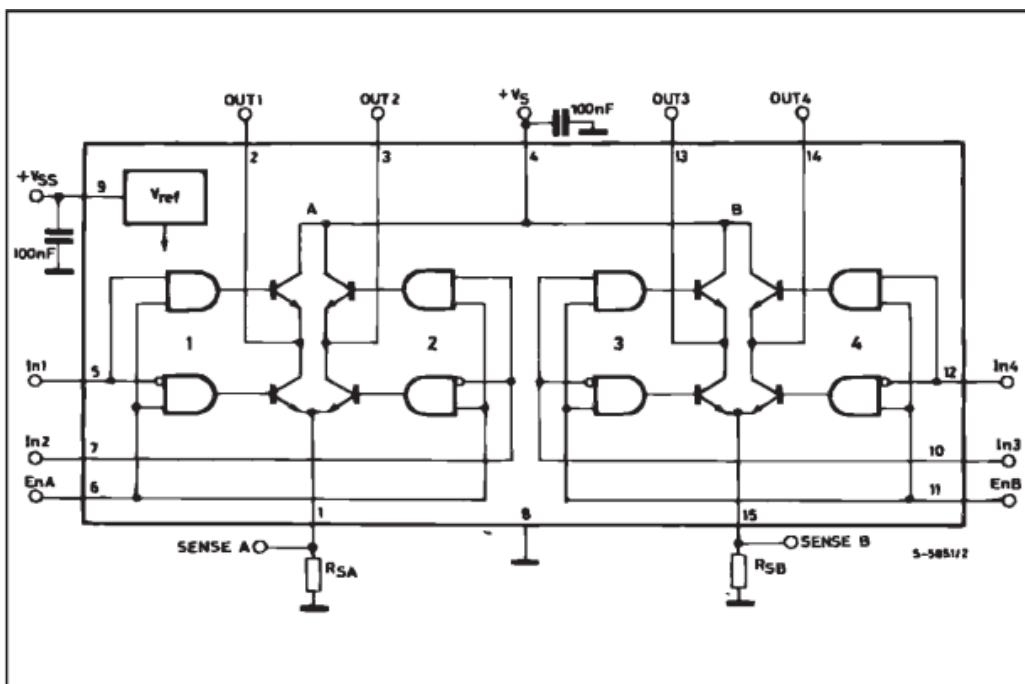 OUT1 OUT2 +VS 100nF OUT3 OUT4
2 3 4 13 14
+VSS 9 Vref A B
100nF
1 2 3 4
In1 5 12 In4
In2 7 10 In3
EnA 6 11 EnB
1 8 15
SENSE A SENSE B S-5851/2
RSA RSB